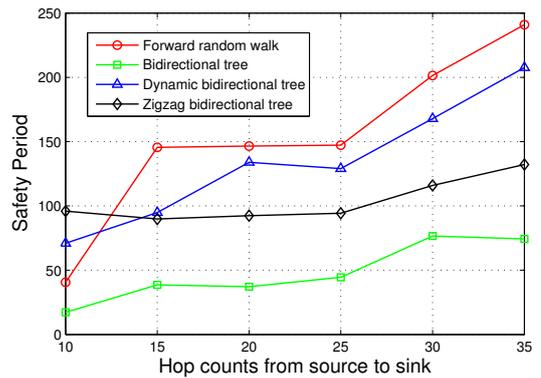 250
200
150
100
50
0
Safety Period
Forward random walk
Bidirectional tree
Dynamic bidirectional tree
Zigzag bidirectional tree
10 15 20 25 30 35
Hop counts from source to sink